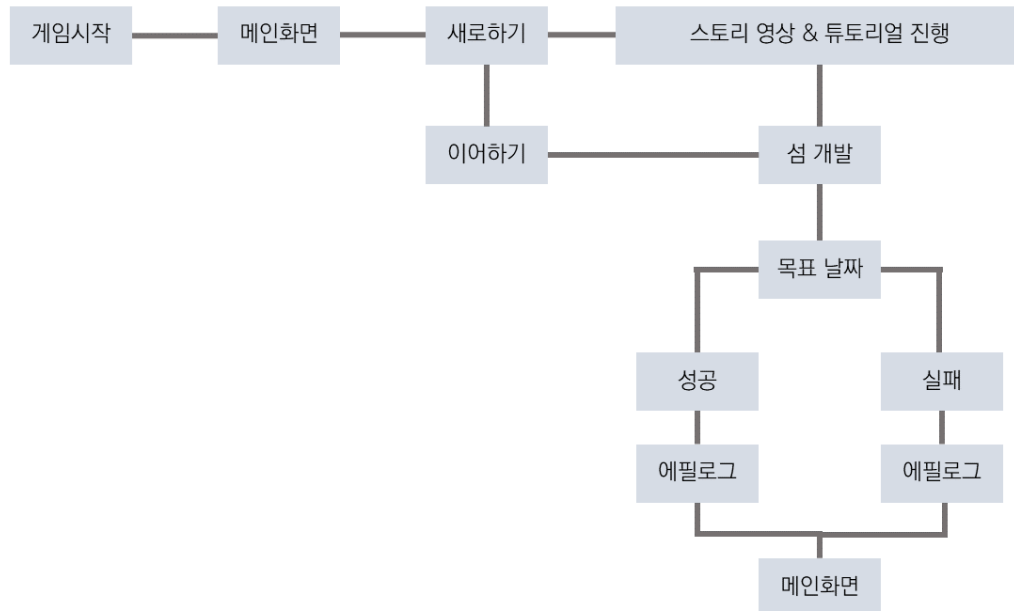 게임시작
메인화면
새로하기
스토리 영상 & 튜토리얼 진행
이어하기
섬 개발
목표 날짜
성공
실패
에필로그
에필로그
메인화면